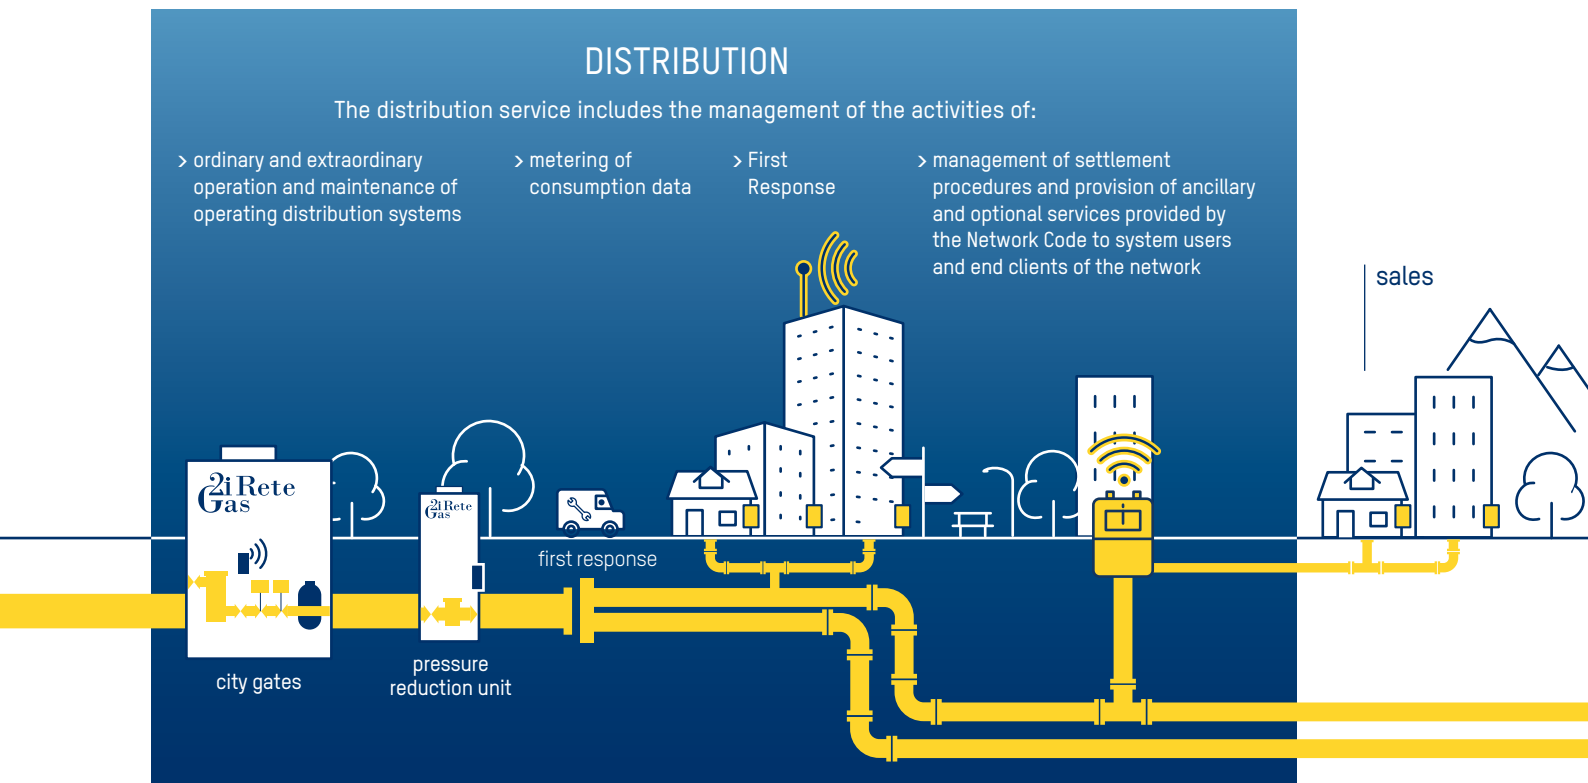 DISTRIBUTION
The distribution service includes the management of the activities of:
> ordinary and extraordinary
operation and maintenance of
operating distribution systems
> metering of
consumption data
> First
Response
> management of settlement
procedures and provision of ancillary
and optional services provided by
the Network Code to system users
and end clients of the network
sales
2i Rete
Gas
2i Rete
Gas
first response
city gates
pressure
reduction unit